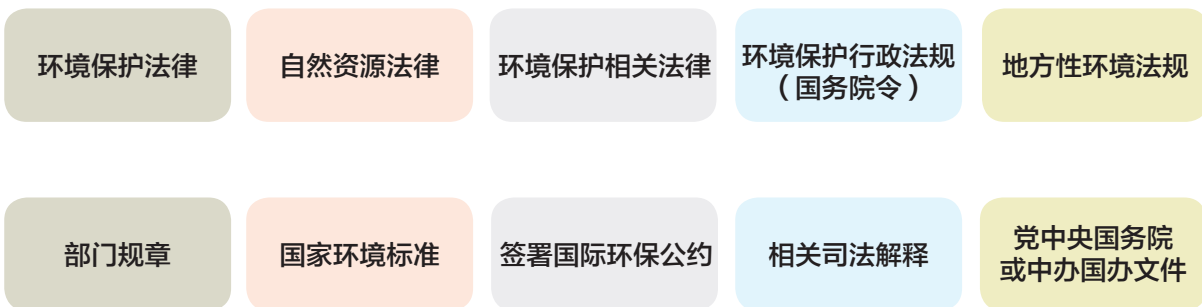 环境保护法律
自然资源法律
环境保护相关法律
环境保护行政法规
（国务院令）
地方性环境法规
部门规章
国家环境标准
签署国际环保公约
相关司法解释
党中央国务院
或中办国办文件